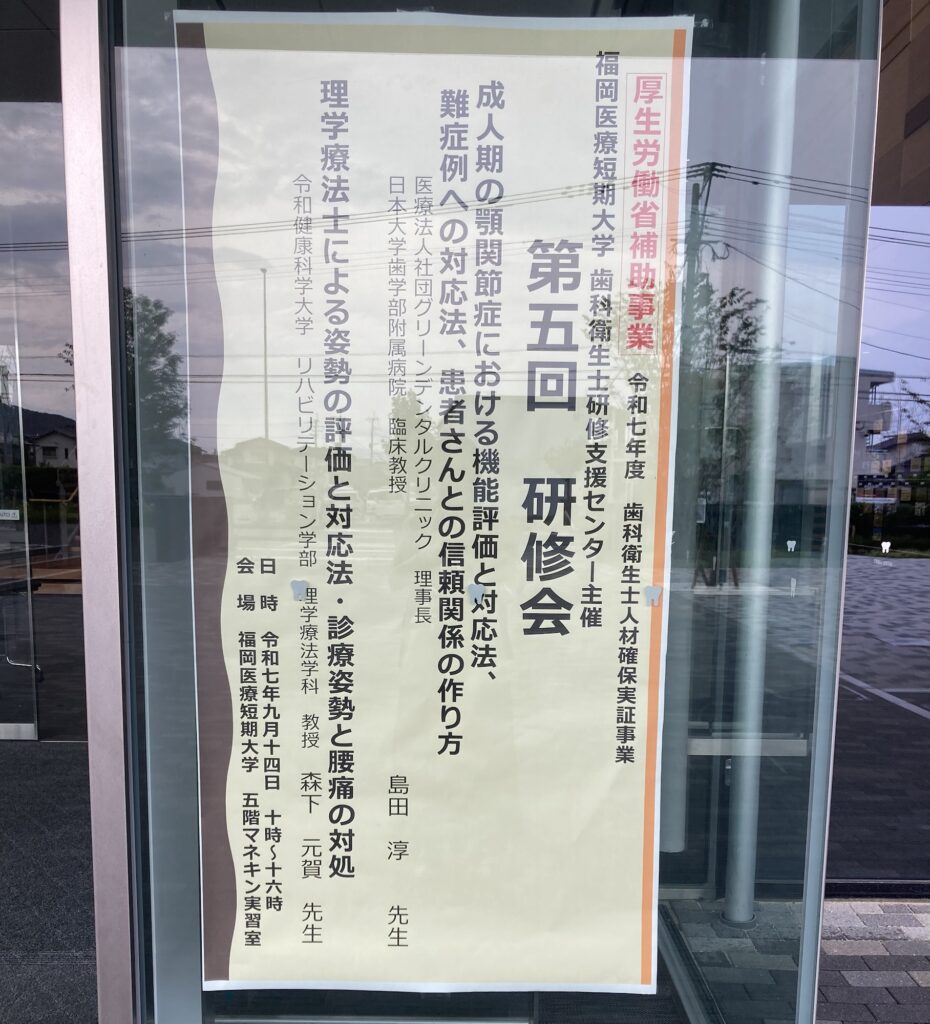 厚生労働省補助事業 令和七年度 歯科衛生士人材確保実証事業
福岡医療短期大学 歯科衛生士研修支援センター主催
第五回 研修会
成人期の顎関節症における機能評価と対応法、
難症例への対応法、患者さんとの信頼関係の作り方
医療法人社団グリーンデンタルクリニック 理事長
日本大学歯学部附属病院 臨床教授 島田 淳 先生
理学療法士による姿勢の評価と対応法・診療姿勢と腰痛の対処
令和健康科学大学 リハビリテーション学部 理学療法学科 教授 森下 元賀 先生
日 時 令和七年九月十四日 十時～十六時
会 場 福岡医療短期大学 五階マネキン実習室